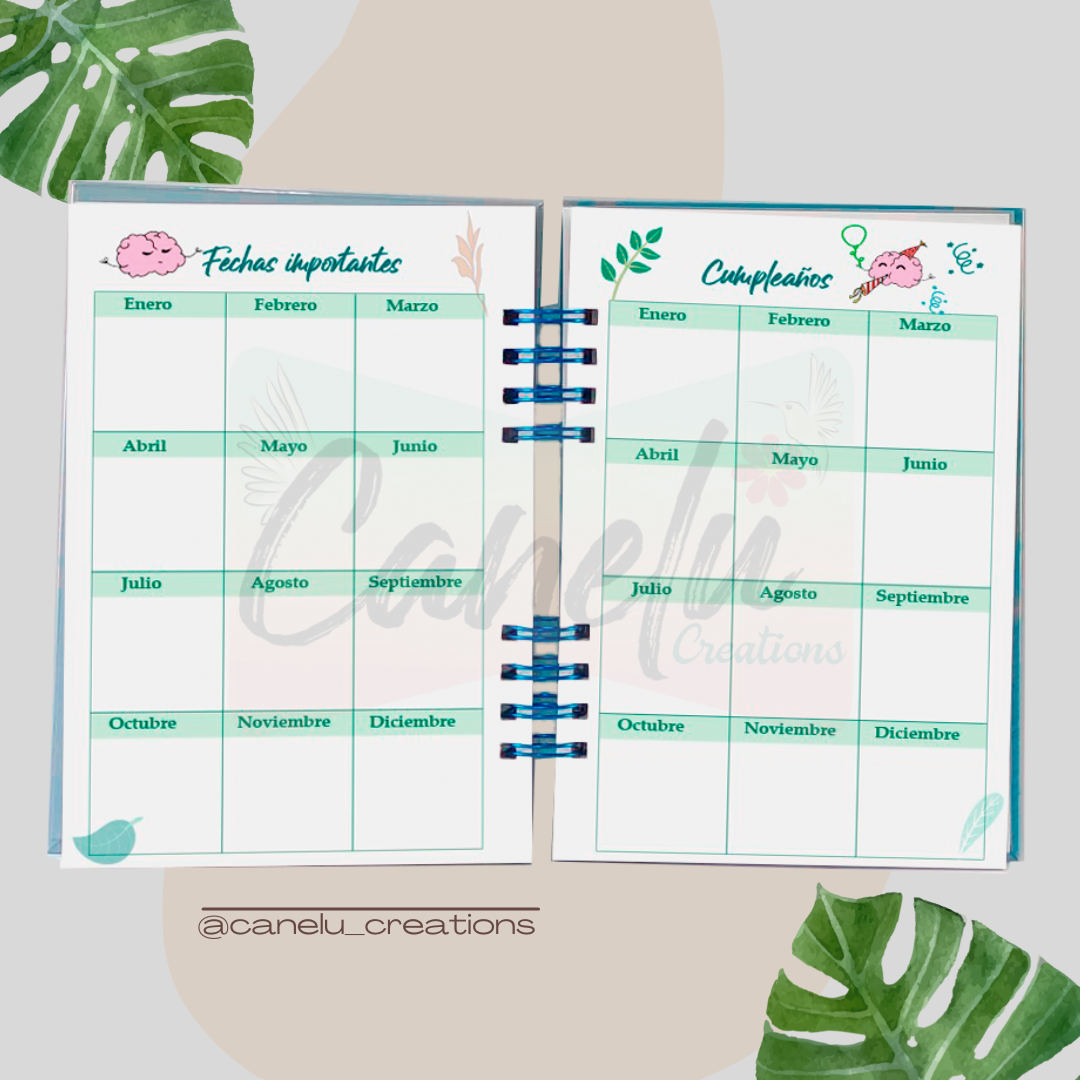 Fechas importantes
Enero Febrero Marzo
Abril Mayo Junio
Julio Agosto Septiembre
Octubre Noviembre Diciembre
Cumpleaños
Enero Febrero Marzo
Abril Mayo Junio
Julio Agosto Septiembre
Octubre Noviembre Diciembre
Canelu
Creations
@canelu_creations